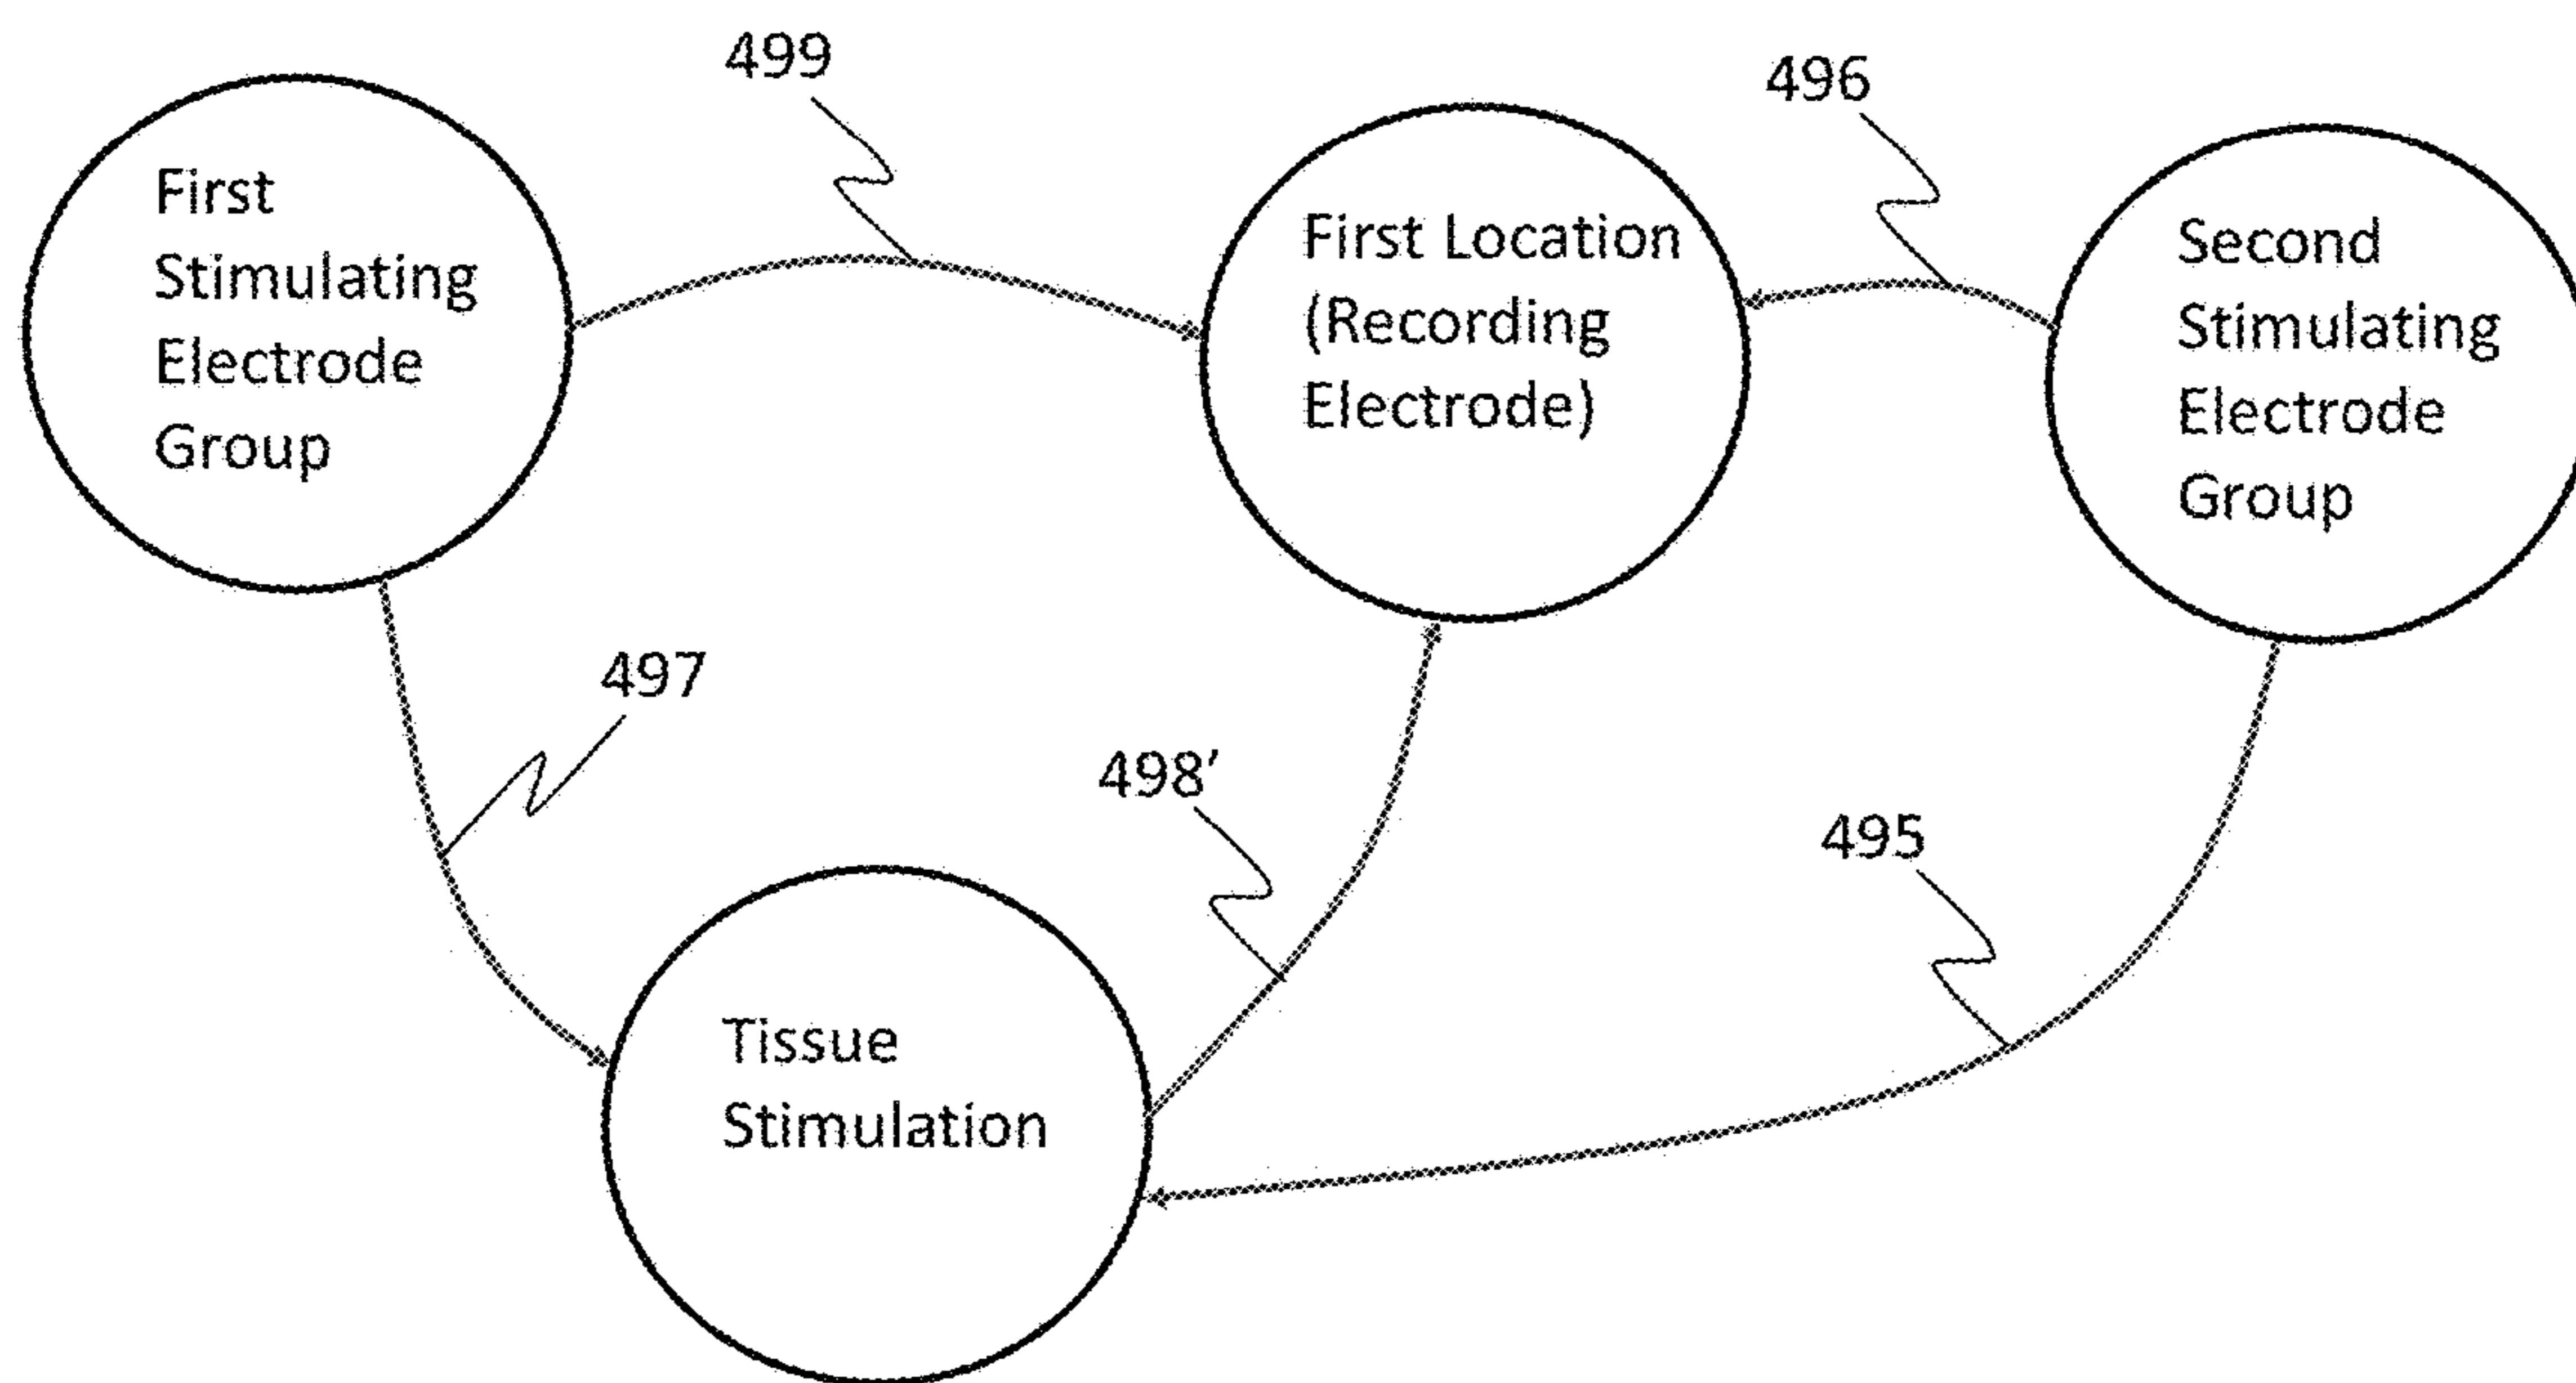 499
496
First
Stimulating
Electrode
Group
First Location
(Recording
Electrode)
Second
Stimulating
Electrode
Group
497
498’
495
Tissue
Stimulation